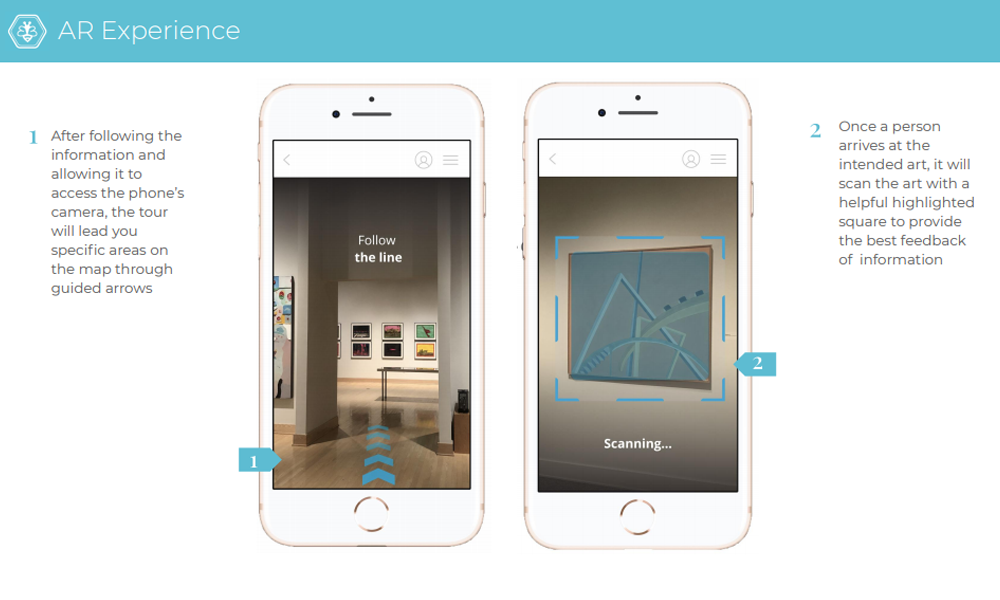 AR Experience
1
After following the
information and
allowing it to
access the phone's
camera, the tour
will lead you
specific areas on
the map through
guided arrows
Follow
the line
1
2
Once a person
arrives at the
intended art, it will
scan the art with a
helpful highlighted
square to provide
the best feedback
of information
2
Scanning...